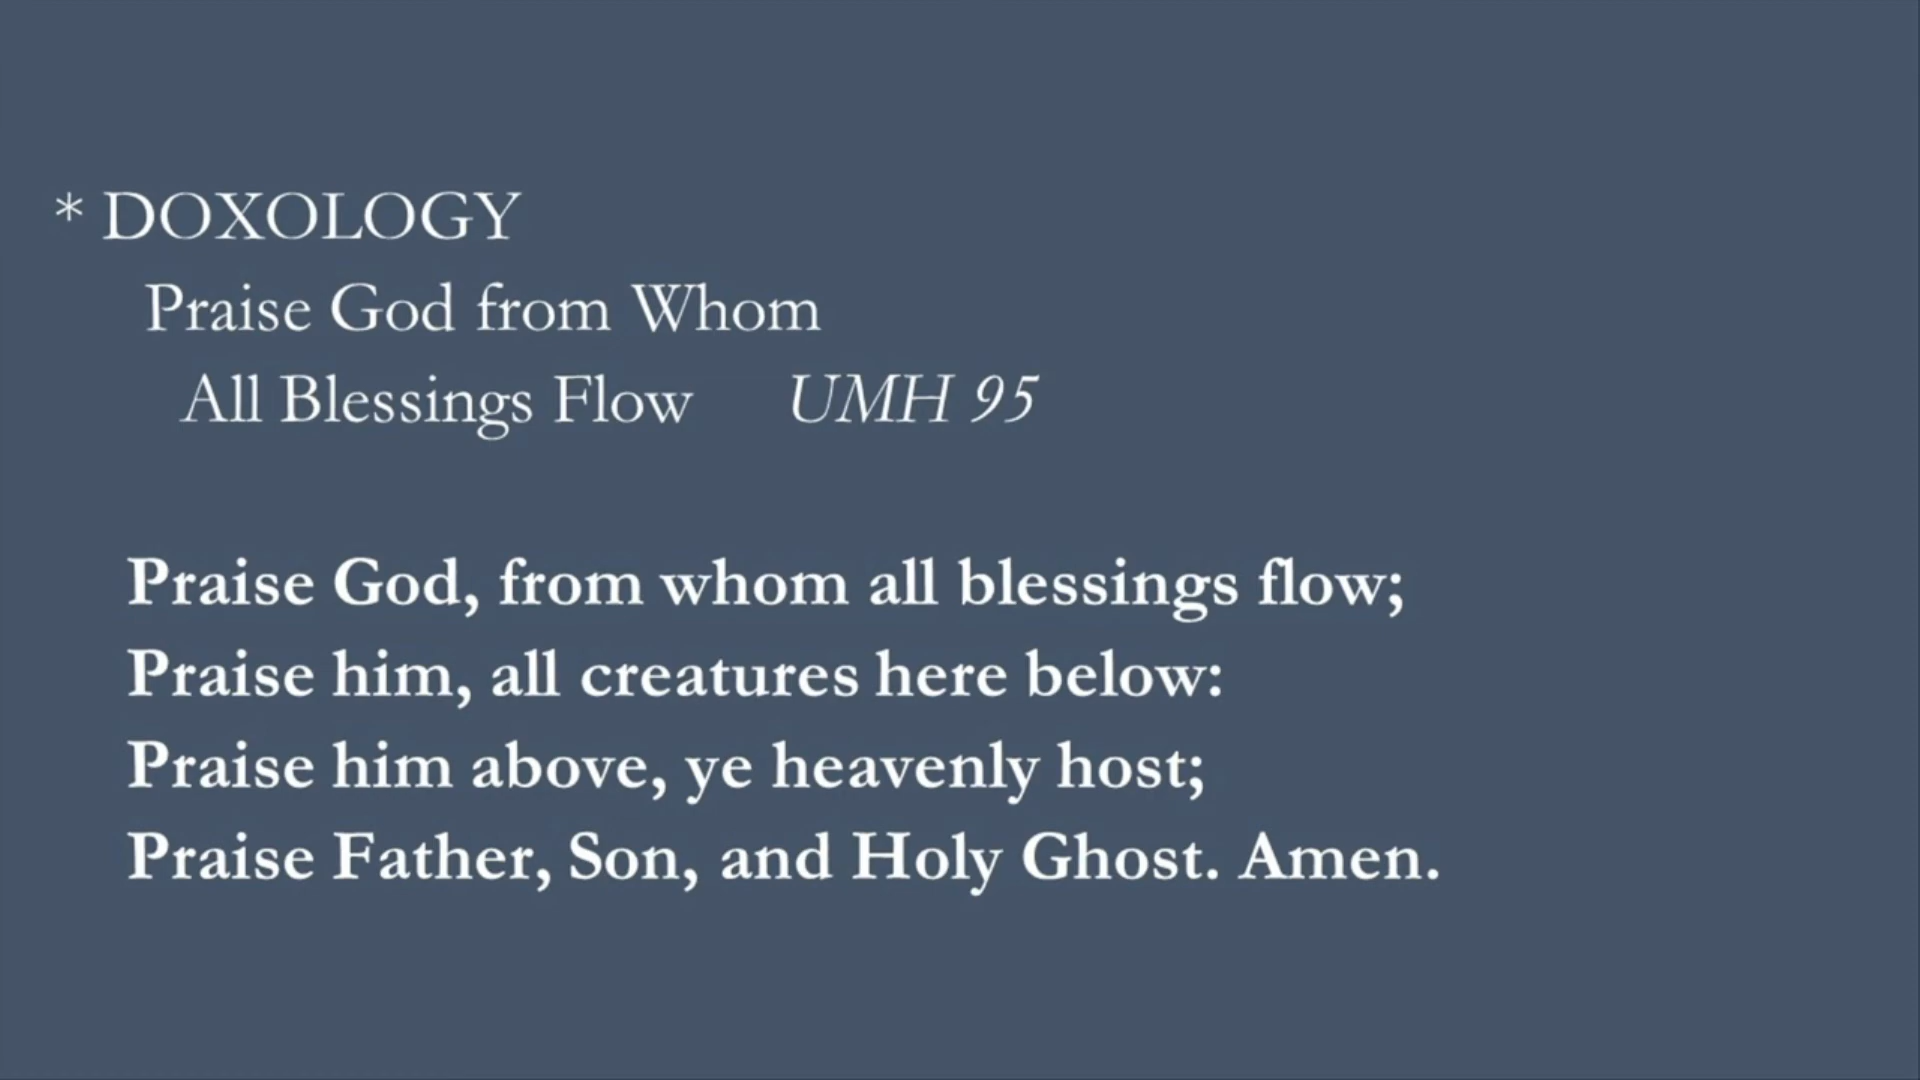 * DOXOLOGY
Praise God from Whom
All Blessings Flow UMH 95
Praise God, from whom all blessings flow;
Praise him, all creatures here below:
Praise him above, ye heavenly host;
Praise Father, Son, and Holy Ghost. Amen.